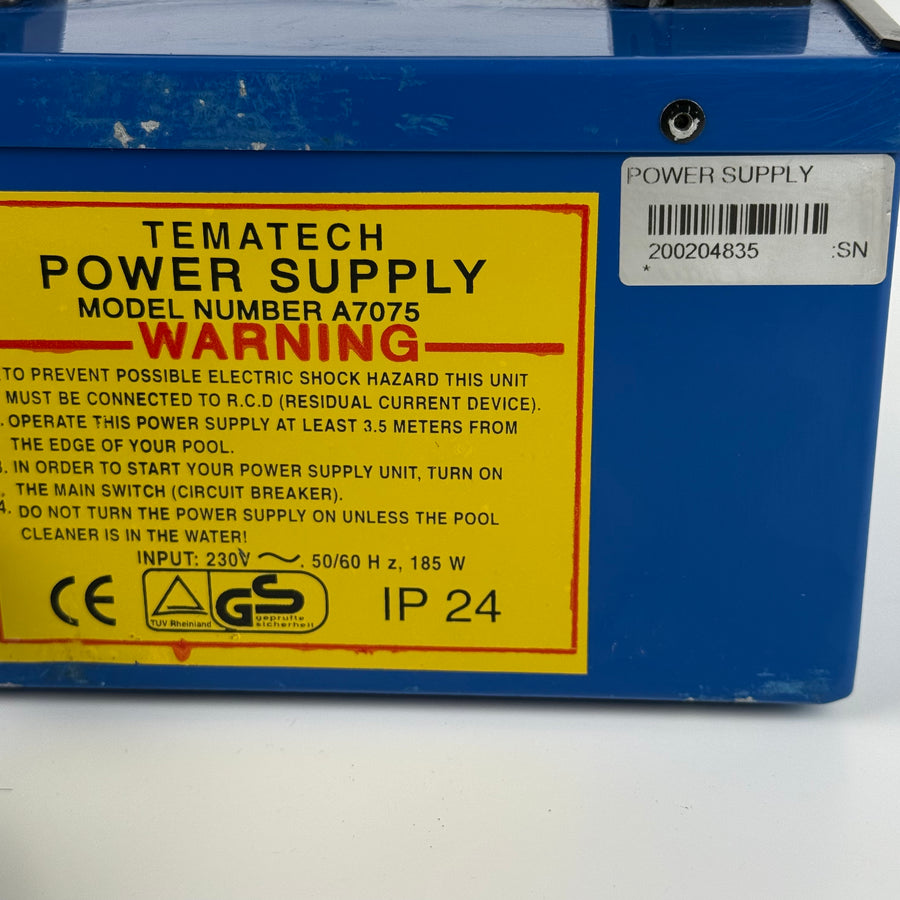 TEMATECH
POWER SUPPLY
MODEL NUMBER A7075
WARNING
TO PREVENT POSSIBLE ELECTRIC SHOCK HAZARD THIS UNIT
MUST BE CONNECTED TO R.C.D (RESIDUAL CURRENT DEVICE).
. OPERATE THIS POWER SUPPLY AT LEAST 3.5 METERS FROM
THE EDGE OF YOUR POOL.
3. IN ORDER TO START YOUR POWER SUPPLY UNIT, TURN ON
THE MAIN SWITCH (CIRCUIT BREAKER).
4. DO NOT TURN THE POWER SUPPLY ON UNLESS THE POOL
CLEANER IS IN THE WATER!
INPUT: 230V ~. 50/60 H z, 185 W
CE
TUV Rheinland
GS
geprufte
sicherheit
IP 24
POWER SUPPLY
200204835 :SN
*